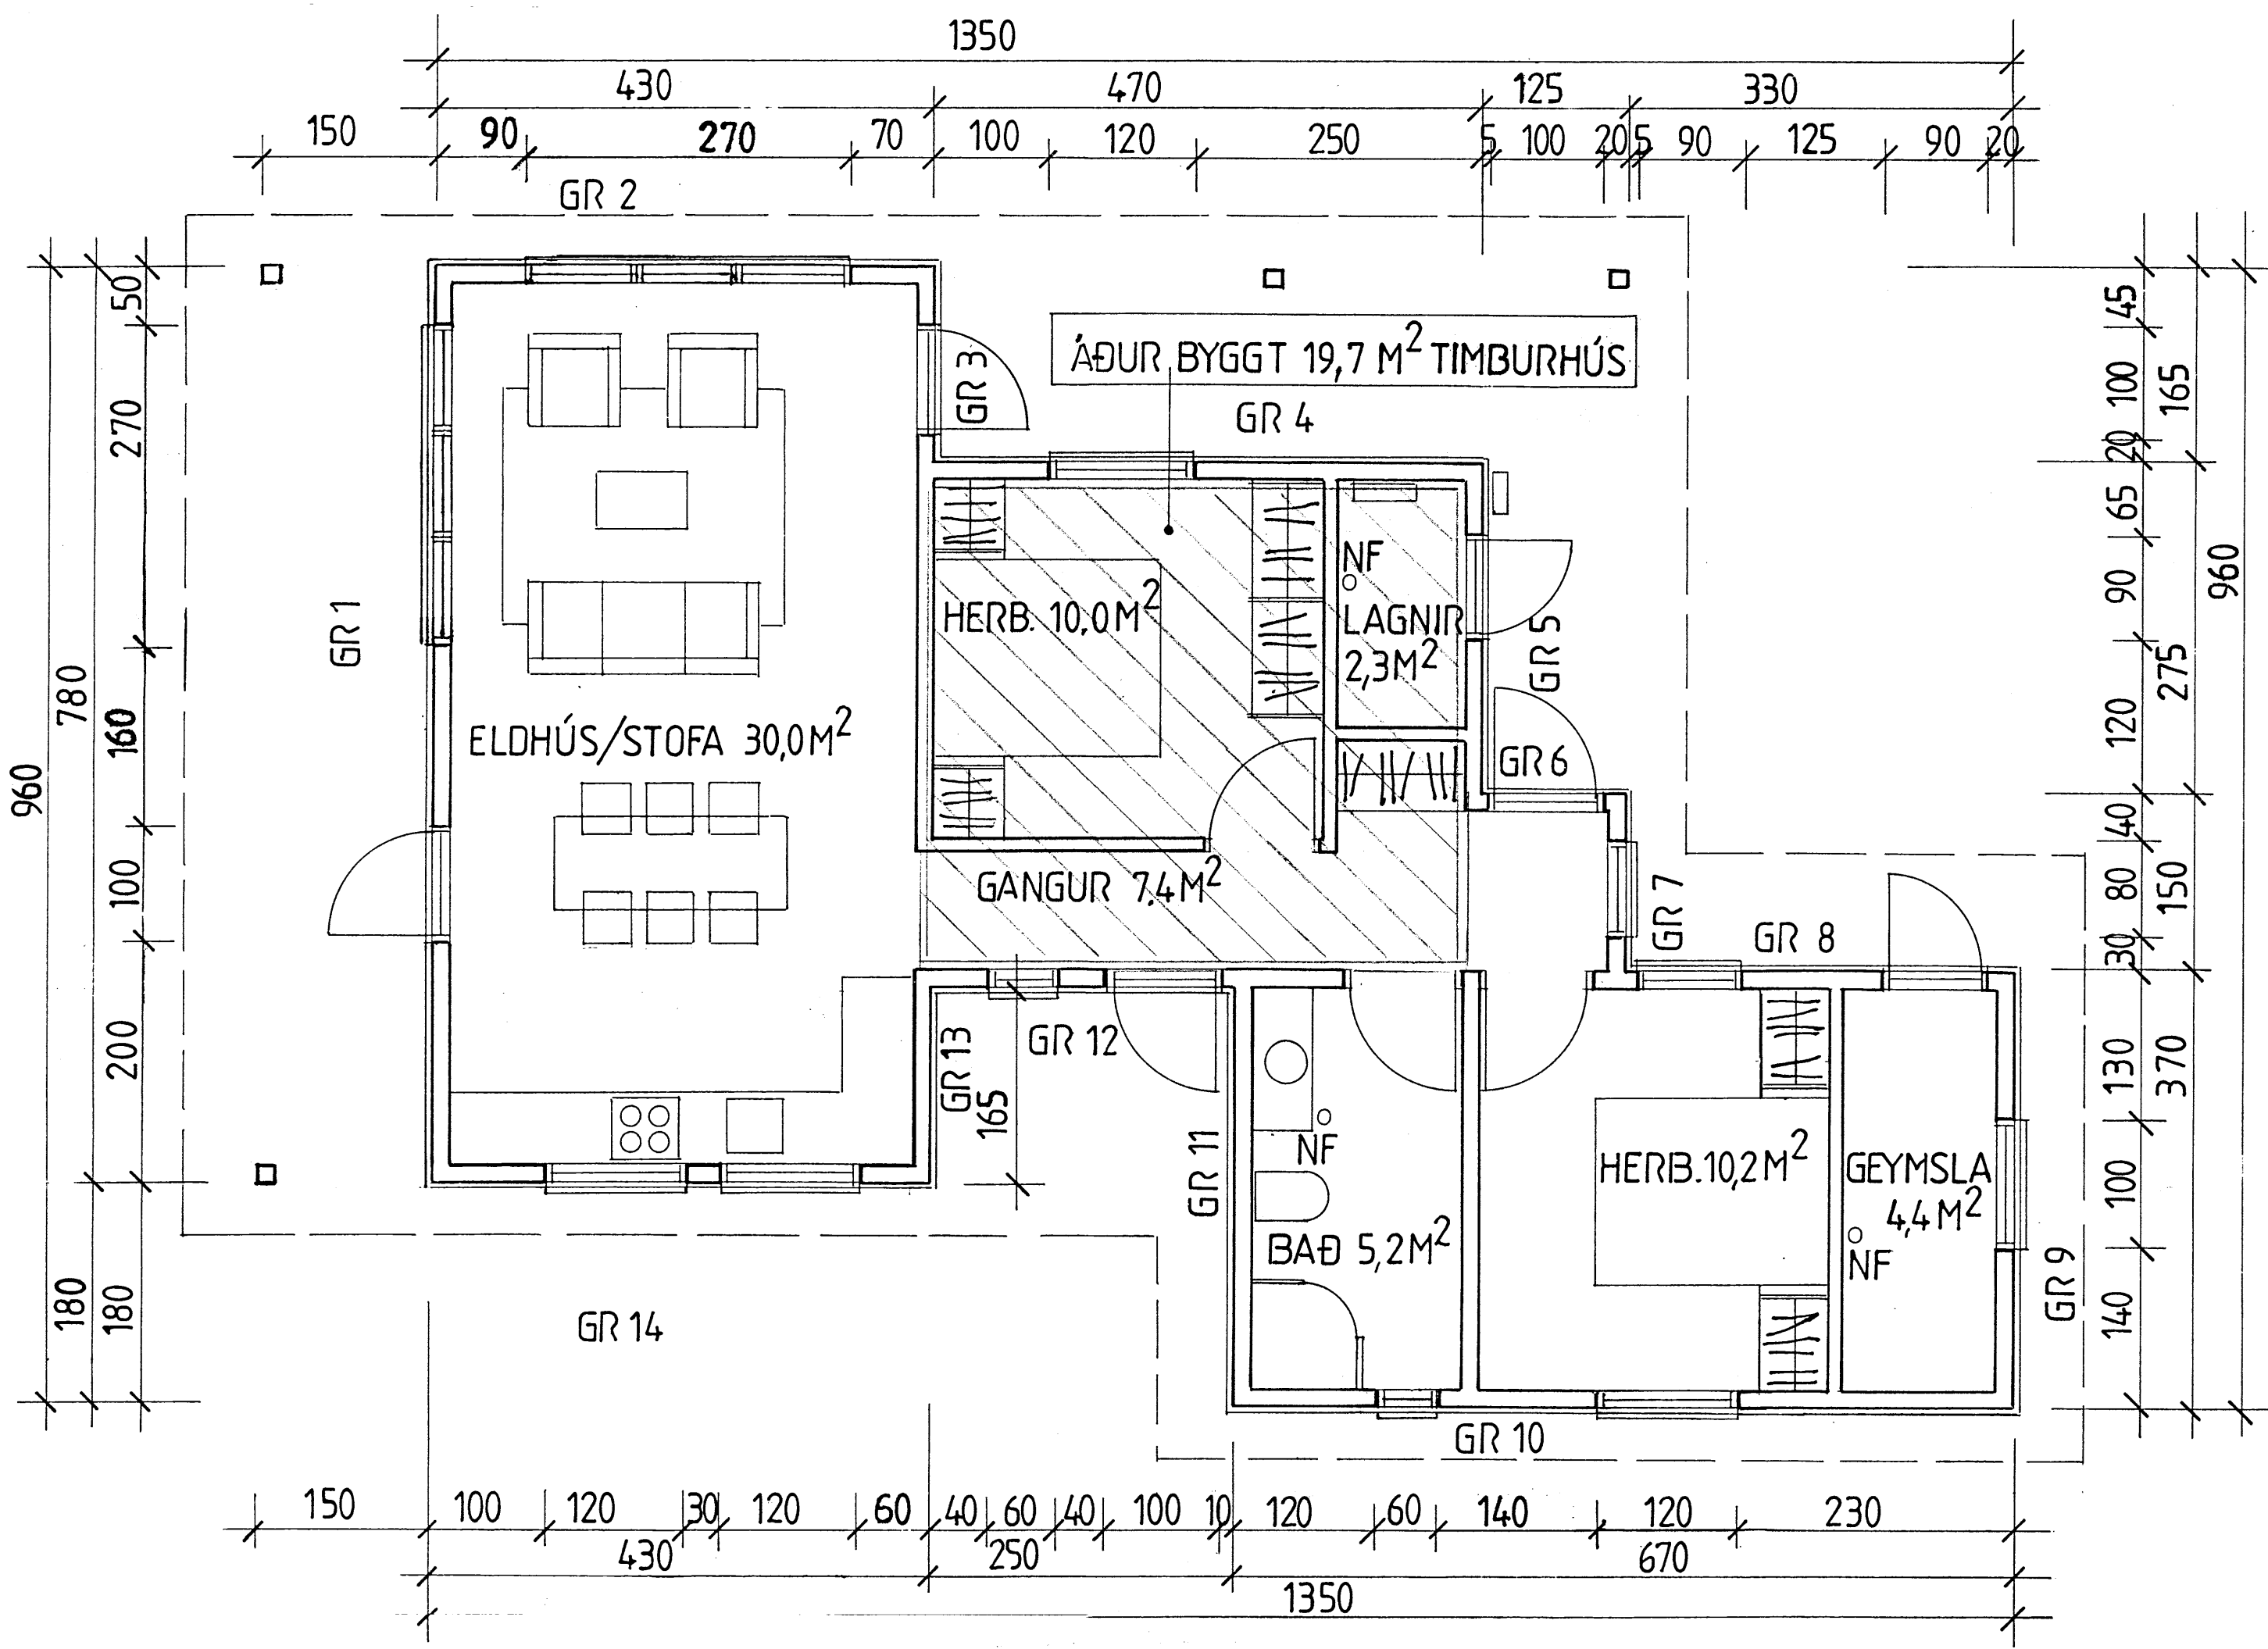 1350
430 470 125 330
150 90 270 70 100 120 250 5 100 20 5 90 125 90 20
GR 2
50
270
160
100
200
180
780
180
960
45
100
20
65
90
120
40
80
30
130
100
140
165
275
150
370
960
GR 3
ÁÐUR BYGGT 19,7 M² TIMBURHÚS
GR 4
GR 1
NF
HERB. 10,0 M²
LAGNIR
2,3 M²
GR 5
ELDHÚS/STOFA 30,0 M²
GR 6
GANGUR 7,4 M²
GR 7
GR 8
GR 13
165
GR 12
GR 11
NF
HERB. 10,2 M²
GEYMSLA
4,4 M²
NF
BAÐ 5,2 M²
GR 9
GR 14
GR 10
150 100 120 30 120 60 40 60 40 100 10 120 60 140 120 230
430 250 670
1350